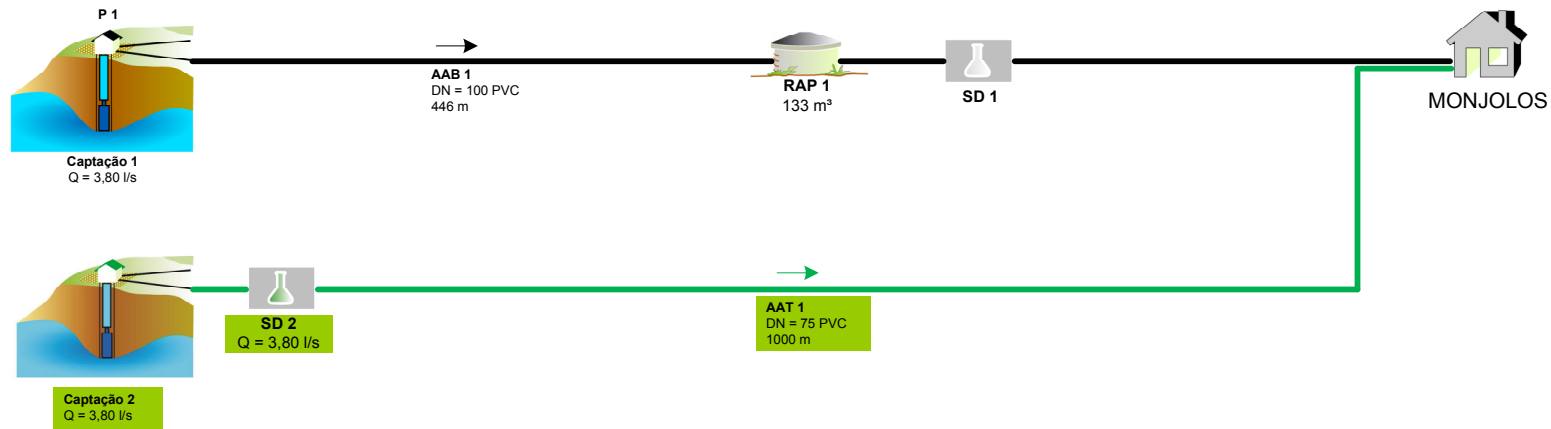 P 1
Captação 1
Q = 3,80 l/s
AAB 1
DN = 100 PVC
446 m
RAP 1
133 m³
SD 1
MONJOLOS
SD 2
Q = 3,80 l/s
AAT 1
DN = 75 PVC
1000 m
Captação 2
Q = 3,80 l/s